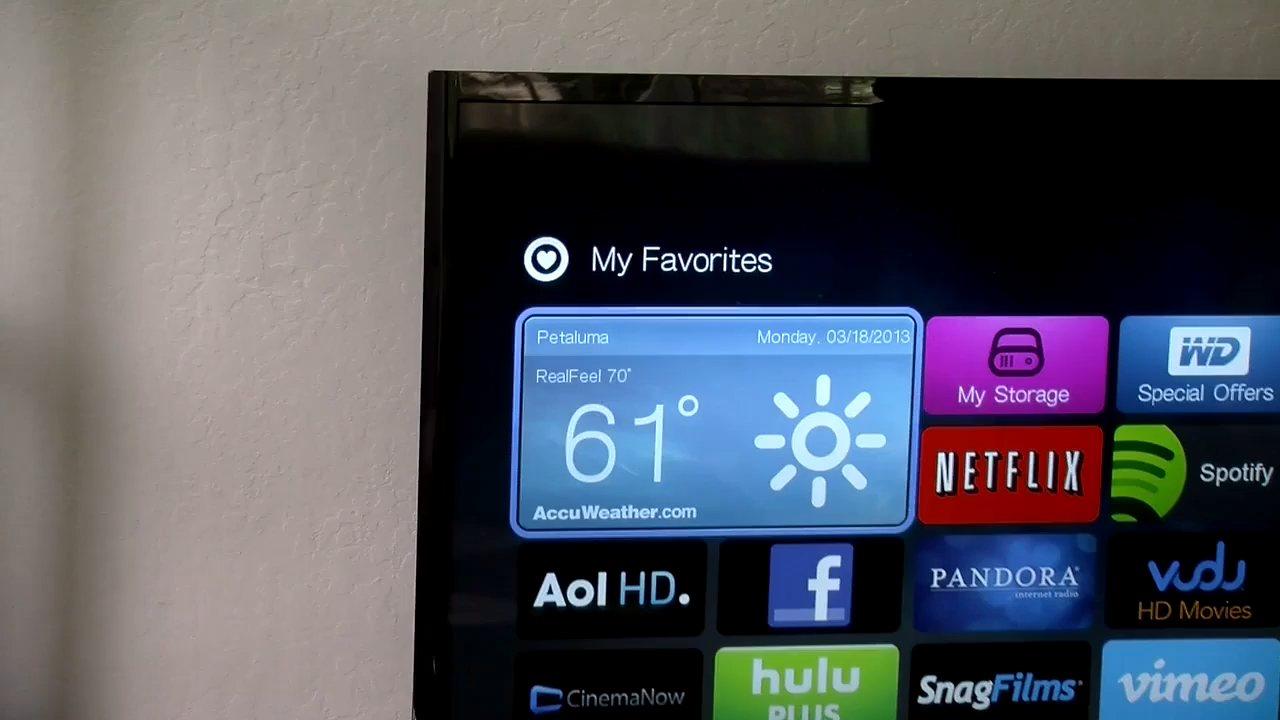 My Favorites
Petaluma
Monday, 03/18/2013
RealFeel 70°
61°
AccuWeather.com
My Storage
WD
Special Offers
NETFLIX
Spotify
Aol HD.
f
PANDORA
internet radio
vudu
HD Movies
CinemaNow
hulu
PLUS
SnagFilms
vimeo